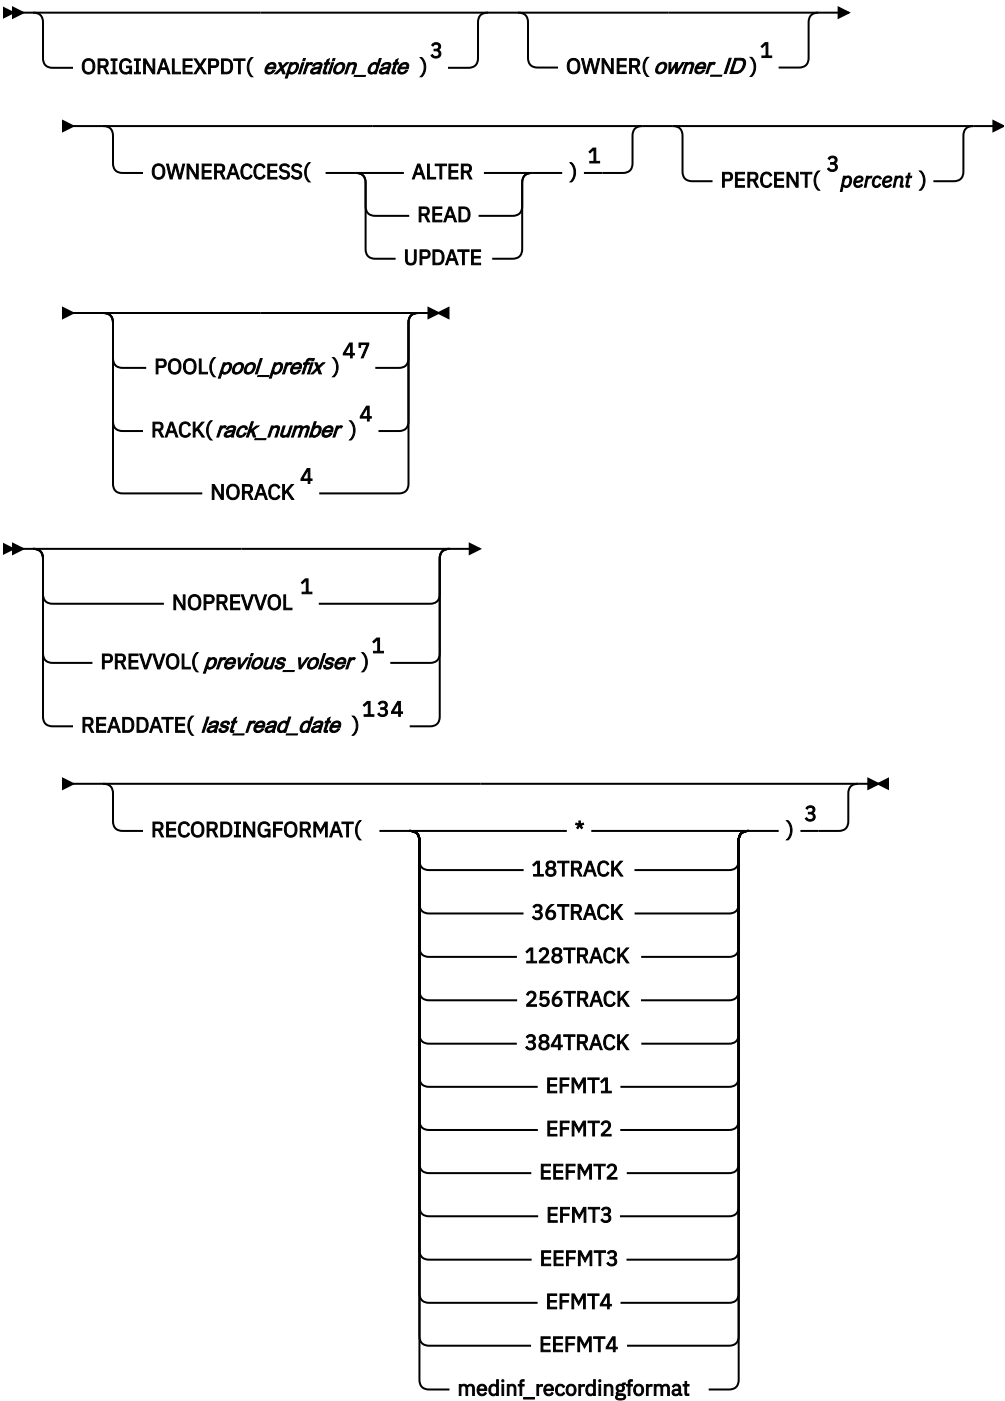 ORIGINALEXPDT( expiration_date ) 3 OWNER( owner_ID ) 1
OWNERACCESS( ALTER ) 1 PERCENT( 3 percent )
READ
UPDATE
POOL( pool_prefix ) 47
RACK( rack_number ) 4
NORACK 4
NOPREVVOL 1
PREVVOL( previous_volser ) 1
READDATE( last_read_date ) 134
RECORDINGFORMAT( * ) 3
18TRACK
36TRACK
128TRACK
256TRACK
384TRACK
EFMT1
EFMT2
EEFMT2
EFMT3
EEFMT3
EFMT4
EEFMT4
medinf_recordingformat